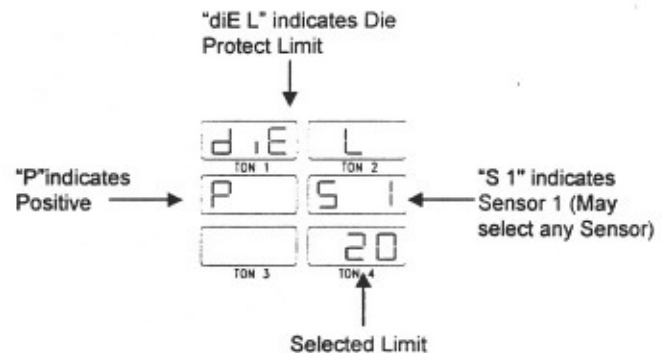 "diE L" indicates Die
Protect Limit
diE L
TON 1 TON 2
"P"indicates
Positive
P S 1
"S 1" indicates
Sensor 1 (May
select any Sensor)
20
TON 3 TON 4
Selected Limit